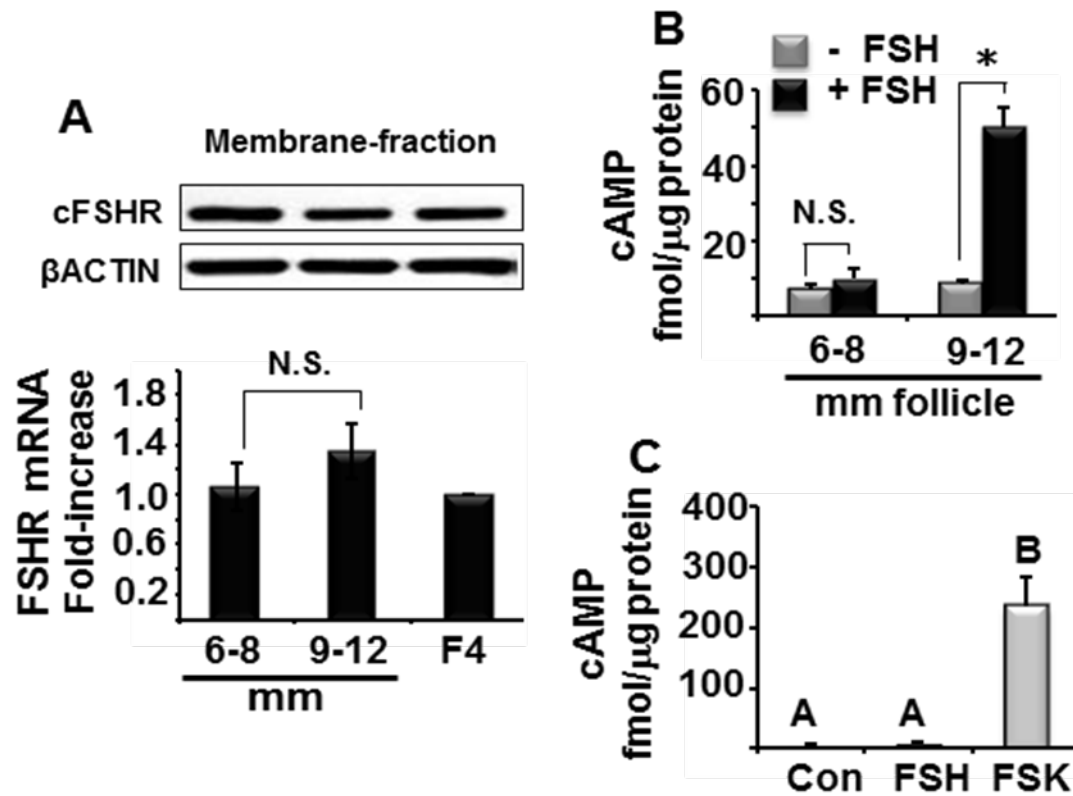 A
Membrane-fraction
cFSHR
βACTIN
FSHR mRNA
Fold-increase
1.8
1.4
1.0
0.6
0.2
N.S.
6-8 9-12 F4
mm
B
- FSH
+ FSH
*
cAMP
fmol/µg protein
60
40
20
N.S.
6-8 9-12
mm follicle
C
cAMP
fmol/µg protein
400
300
200
100
A A B
Con FSH FSK